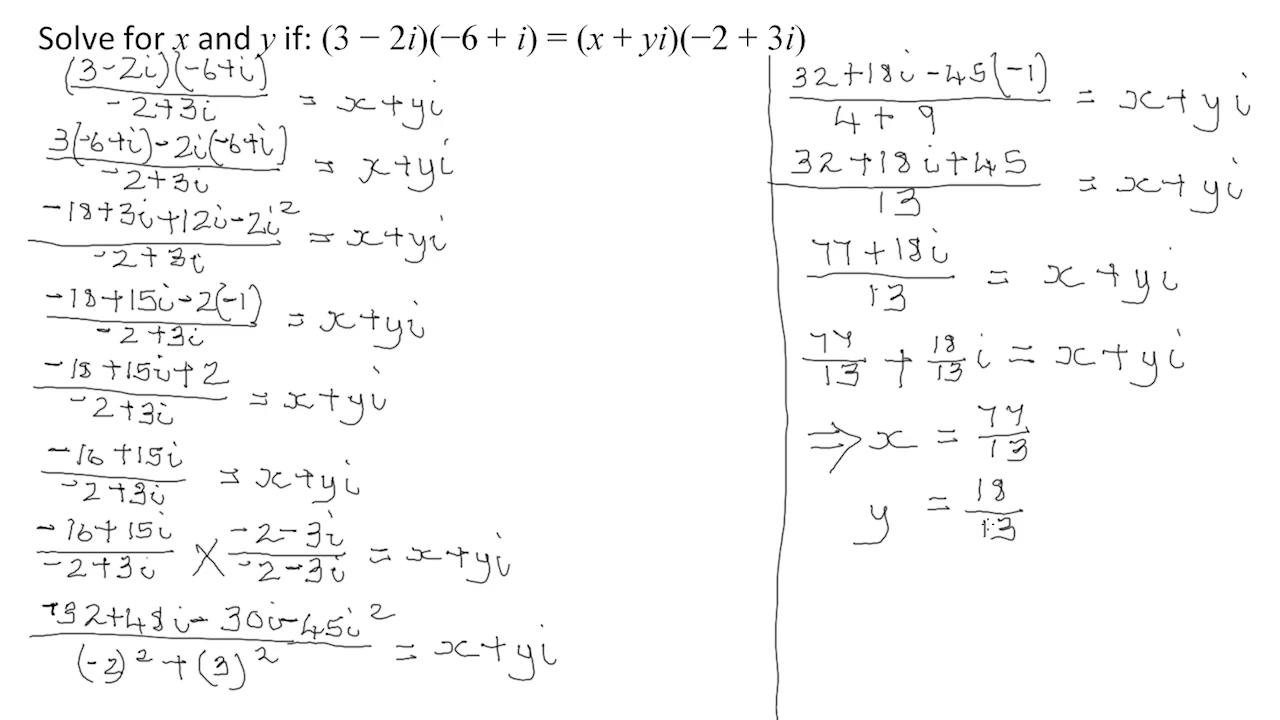 Solve for x and y if: (3 − 2i)(−6 + i) = (x + yi)(−2 + 3i)
(3-2i)(-6+i)/-2+3i = x+yi
3(-6+i)-2i(-6+i)/-2+3i = x+yi
-18+3i+12i-2i²/-2+3i = x+yi
-18+15i-2(-1)/-2+3i = x+yi
-18+15i+2/-2+3i = x+yi
-16+15i/-2+3i = x+yi
-16+15i/-2+3i × -2-3i/-2-3i = x+yi
+32+48i-30i-45i²/(-2)²+(3)² = x+yi
32+18i-45(-1)/4+9 = x+yi
32+18i+45/13 = x+yi
77+18i/13 = x+yi
77/13 + 18/13 i = x+yi
⇒ x = 77/13
y = 18/13